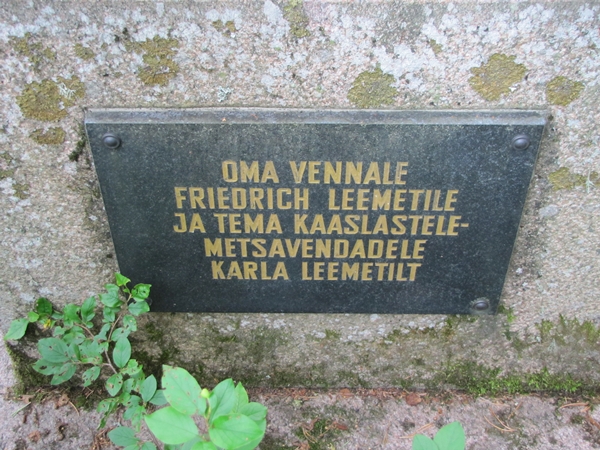 OMA VENNALE
FRIEDRICH LEEMETILE
JA TEMA KAASLASTELE-
METSAVENDADELE
KARLA LEEMETILT